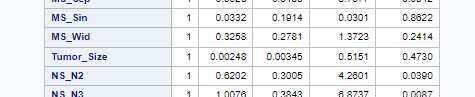 MS_Sin 1 0.0332 0.1914 0.0301 0.8622
MS_Wid 1 0.3258 0.2781 1.3723 0.2414
Tumor_Size 1 0.00248 0.00345 0.5151 0.4730
NS_N2 1 0.6202 0.3005 4.2601 0.0390
NS_N3 1 1.0076 0.3843 6.8737 0.0087